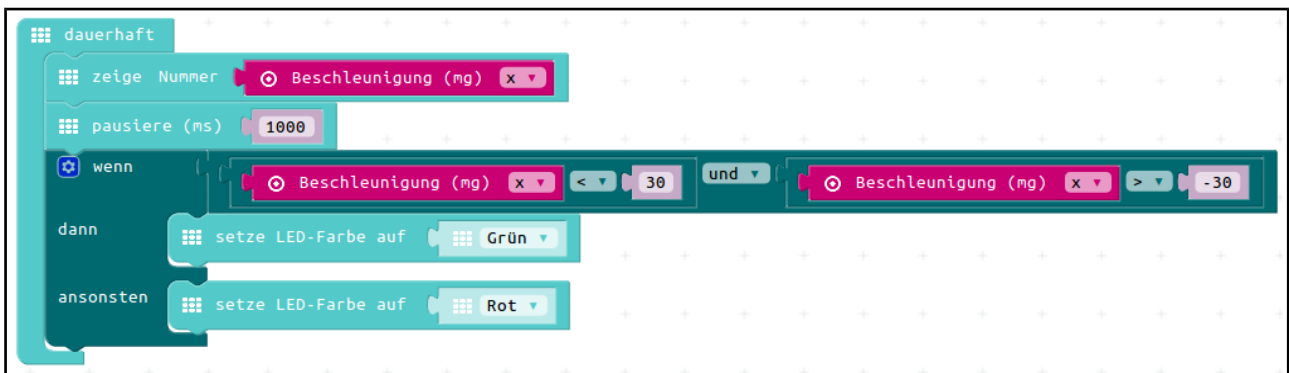 dauerhaft
zeige Nummer Beschleunigung (mg) x
pausiere (ms) 1000
wenn Beschleunigung (mg) x < 30 und Beschleunigung (mg) x > -30
dann setze LED-Farbe auf Grün
ansonsten setze LED-Farbe auf Rot